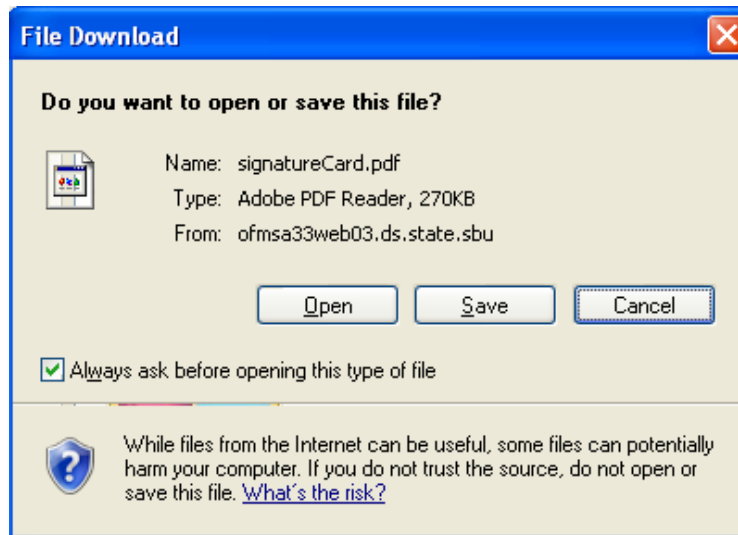 File Download
Do you want to open or save this file?
Name: signatureCard.pdf
Type: Adobe PDF Reader, 270KB
From: ofmsa33web03.ds.state.sbu
Open Save Cancel
Always ask before opening this type of file
While files from the Internet can be useful, some files can potentially
harm your computer. If you do not trust the source, do not open or
save this file. What's the risk?